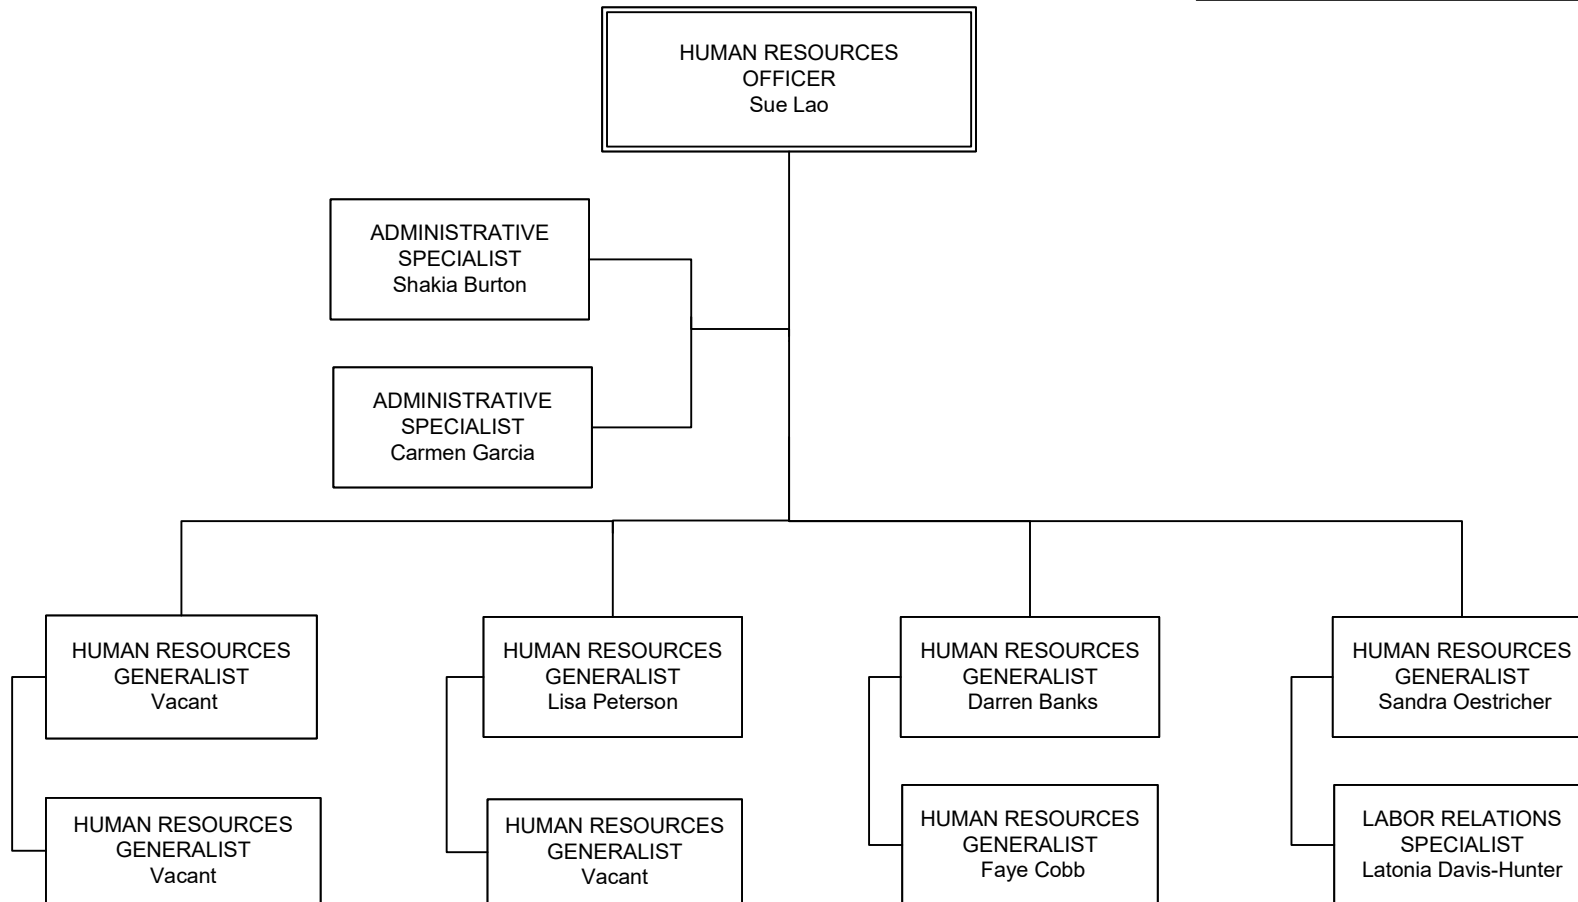 HUMAN RESOURCES
OFFICER
Sue Lao
ADMINISTRATIVE
SPECIALIST
Shakia Burton
ADMINISTRATIVE
SPECIALIST
Carmen Garcia
HUMAN RESOURCES
GENERALIST
Vacant
HUMAN RESOURCES
GENERALIST
Lisa Peterson
HUMAN RESOURCES
GENERALIST
Darren Banks
HUMAN RESOURCES
GENERALIST
Sandra Oestricher
HUMAN RESOURCES
GENERALIST
Vacant
HUMAN RESOURCES
GENERALIST
Vacant
HUMAN RESOURCES
GENERALIST
Faye Cobb
LABOR RELATIONS
SPECIALIST
Latonia Davis-Hunter